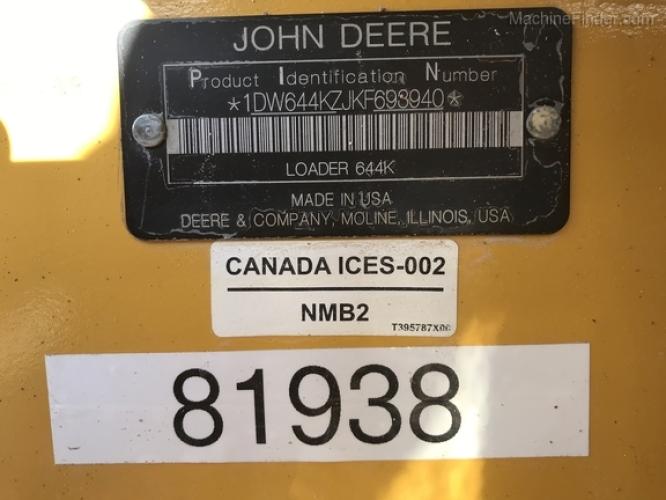 MachineFinder.com
JOHN DEERE
Product Identification Number
*1DW644KZJKF693940*
LOADER 644K
MADE IN USA
DEERE & COMPANY, MOLINE, ILLINOIS, USA
CANADA ICES-002
NMB2
T395787X00
81938